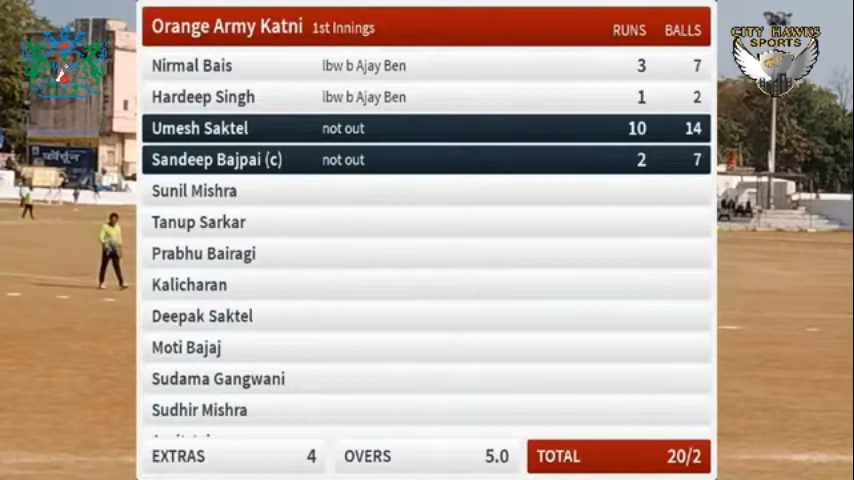 Orange Army Katni 1st Innings RUNS BALLS
Nirmal Bais lbw b Ajay Ben 3 7
Hardeep Singh lbw b Ajay Ben 1 2
Umesh Saktel not out 10 14
Sandeep Bajpai (c) not out 2 7
Sunil Mishra
Tanup Sarkar
Prabhu Bairagi
Kalicharan
Deepak Saktel
Moti Bajaj
Sudama Gangwani
Sudhir Mishra
EXTRAS 4 OVERS 5.0 TOTAL 20/2
CITY HAWKS
SPORTS
फॉर्चून